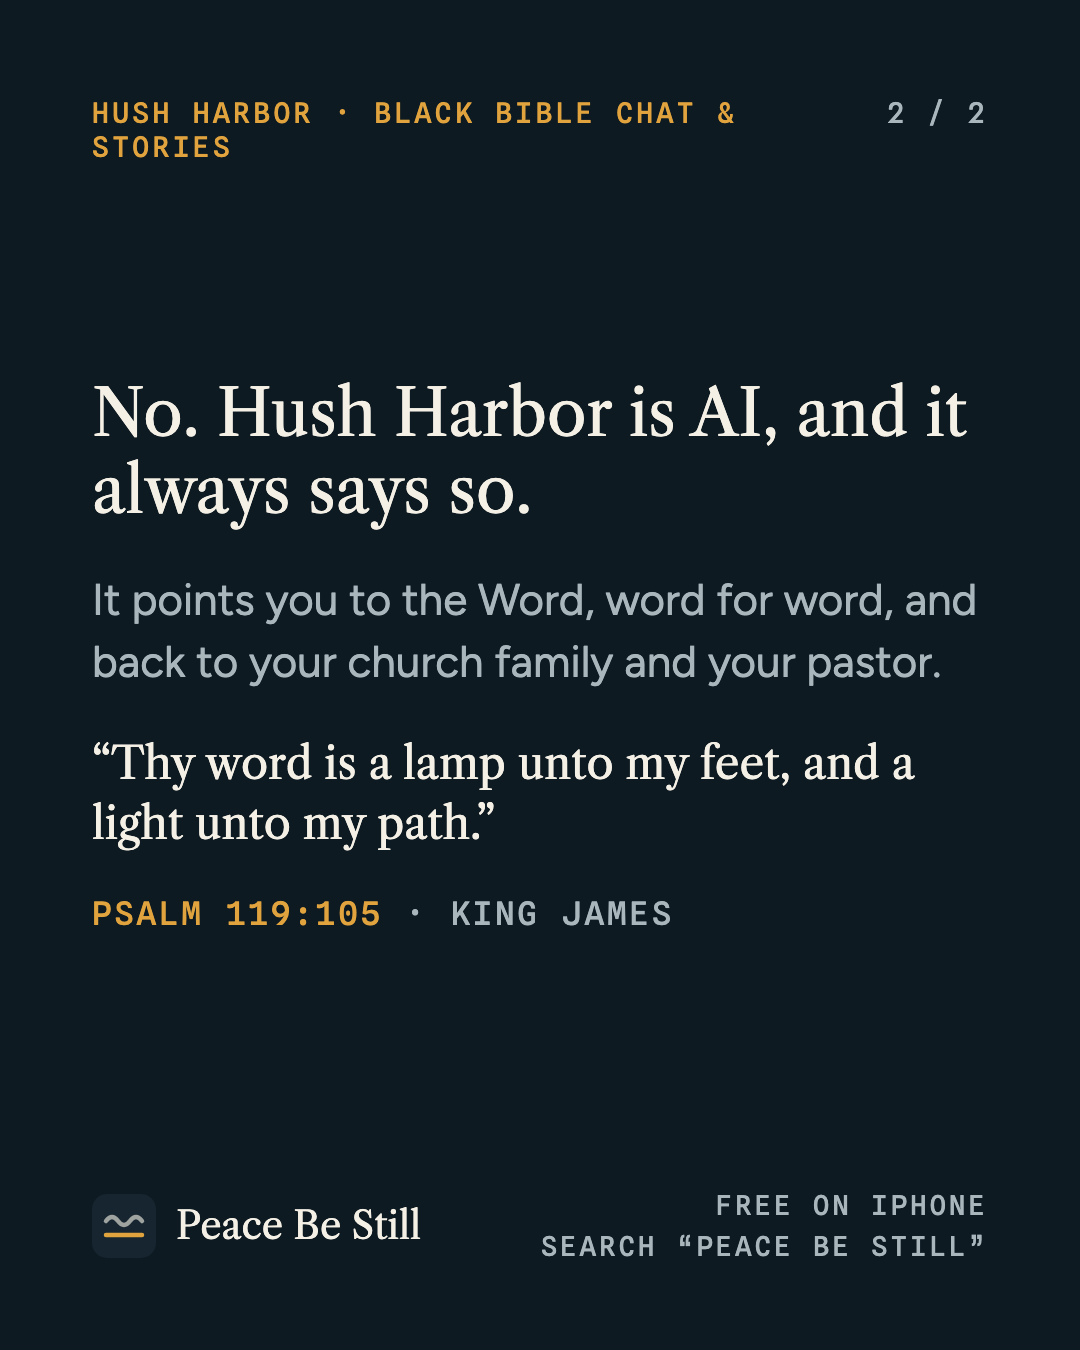 HUSH HARBOR · BLACK BIBLE CHAT &
STORIES
2 / 2
No. Hush Harbor is AI, and it
always says so.
It points you to the Word, word for word, and
back to your church family and your pastor.
“Thy word is a lamp unto my feet, and a
light unto my path.”
PSALM 119:105 · KING JAMES
Peace Be Still
FREE ON IPHONE
SEARCH “PEACE BE STILL”